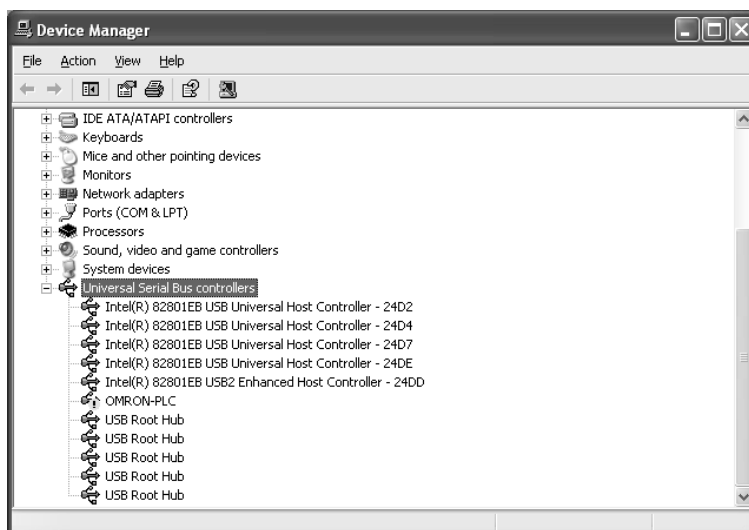 Device Manager
File Action View Help
IDE ATA/ATAPI controllers
Keyboards
Mice and other pointing devices
Monitors
Network adapters
Ports (COM & LPT)
Processors
Sound, video and game controllers
System devices
Universal Serial Bus controllers
Intel(R) 82801EB USB Universal Host Controller - 24D2
Intel(R) 82801EB USB Universal Host Controller - 24D4
Intel(R) 82801EB USB Universal Host Controller - 24D7
Intel(R) 82801EB USB Universal Host Controller - 24DE
Intel(R) 82801EB USB2 Enhanced Host Controller - 24DD
OMRON-PLC
USB Root Hub
USB Root Hub
USB Root Hub
USB Root Hub
USB Root Hub